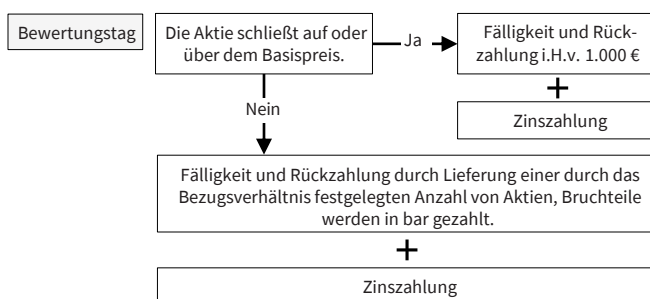 Bewertungstag
Die Aktie schließt auf oder
über dem Basispreis.
Ja
Fälligkeit und Rück-
zahlung i.H.v. 1.000 €
+
Zinszahlung
Nein
Fälligkeit und Rückzahlung durch Lieferung einer durch das
Bezugsverhältnis festgelegten Anzahl von Aktien, Bruchteile
werden in bar gezahlt.
+
Zinszahlung